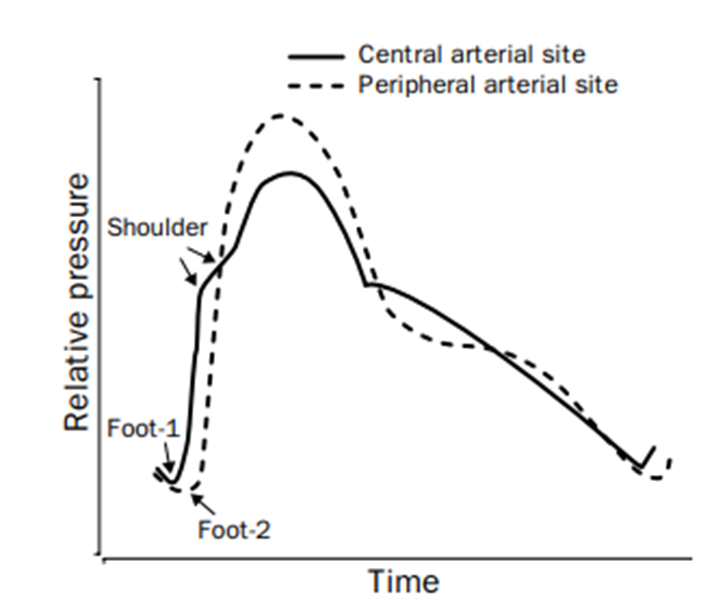 Central arterial site
Peripheral arterial site
Shoulder
Relative pressure
Foot-1
Foot-2
Time